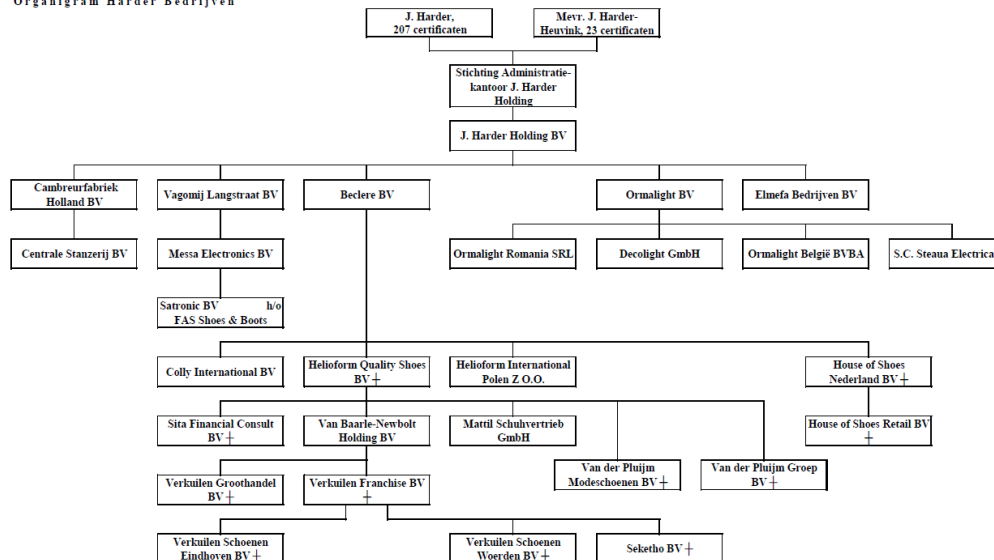 Organigram Harder Bedrijven
J. Harder,
207 certificaten
Mevr. J. Harder-
Heuvink, 23 certificaten
Stichting Administratie-
kantoor J. Harder
Holding
J. Harder Holding BV
Cambreurfabriek
Holland BV
Vagomij Langstraat BV
Beclere BV
Ormalight BV
Elmefa Bedrijven BV
Centrale Stanzerij BV
Messa Electronics BV
Ormalight Romania SRL
Decolight GmbH
Ormalight België BVBA
S.C. Steaua Electrica
Satronic BV h/o
FAS Shoes & Boots
Colly International BV
Helioform Quality Shoes
BV ┼
Helioform International
Polen Z O.O.
House of Shoes
Nederland BV ┼
Sita Financial Consult
BV ┼
Van Baarle-Newbolt
Holding BV
Mattil Schuhvertrieb
GmbH
House of Shoes Retail BV
┼
Van der Pluijm
Modeschoenen BV ┼
Van der Pluijm Groep
BV ┼
Verkuilen Groothandel
BV ┼
Verkuilen Franchise BV
┼
Verkuilen Schoenen
Eindhoven BV ┼
Verkuilen Schoenen
Woerden BV ┼
Seketho BV ┼